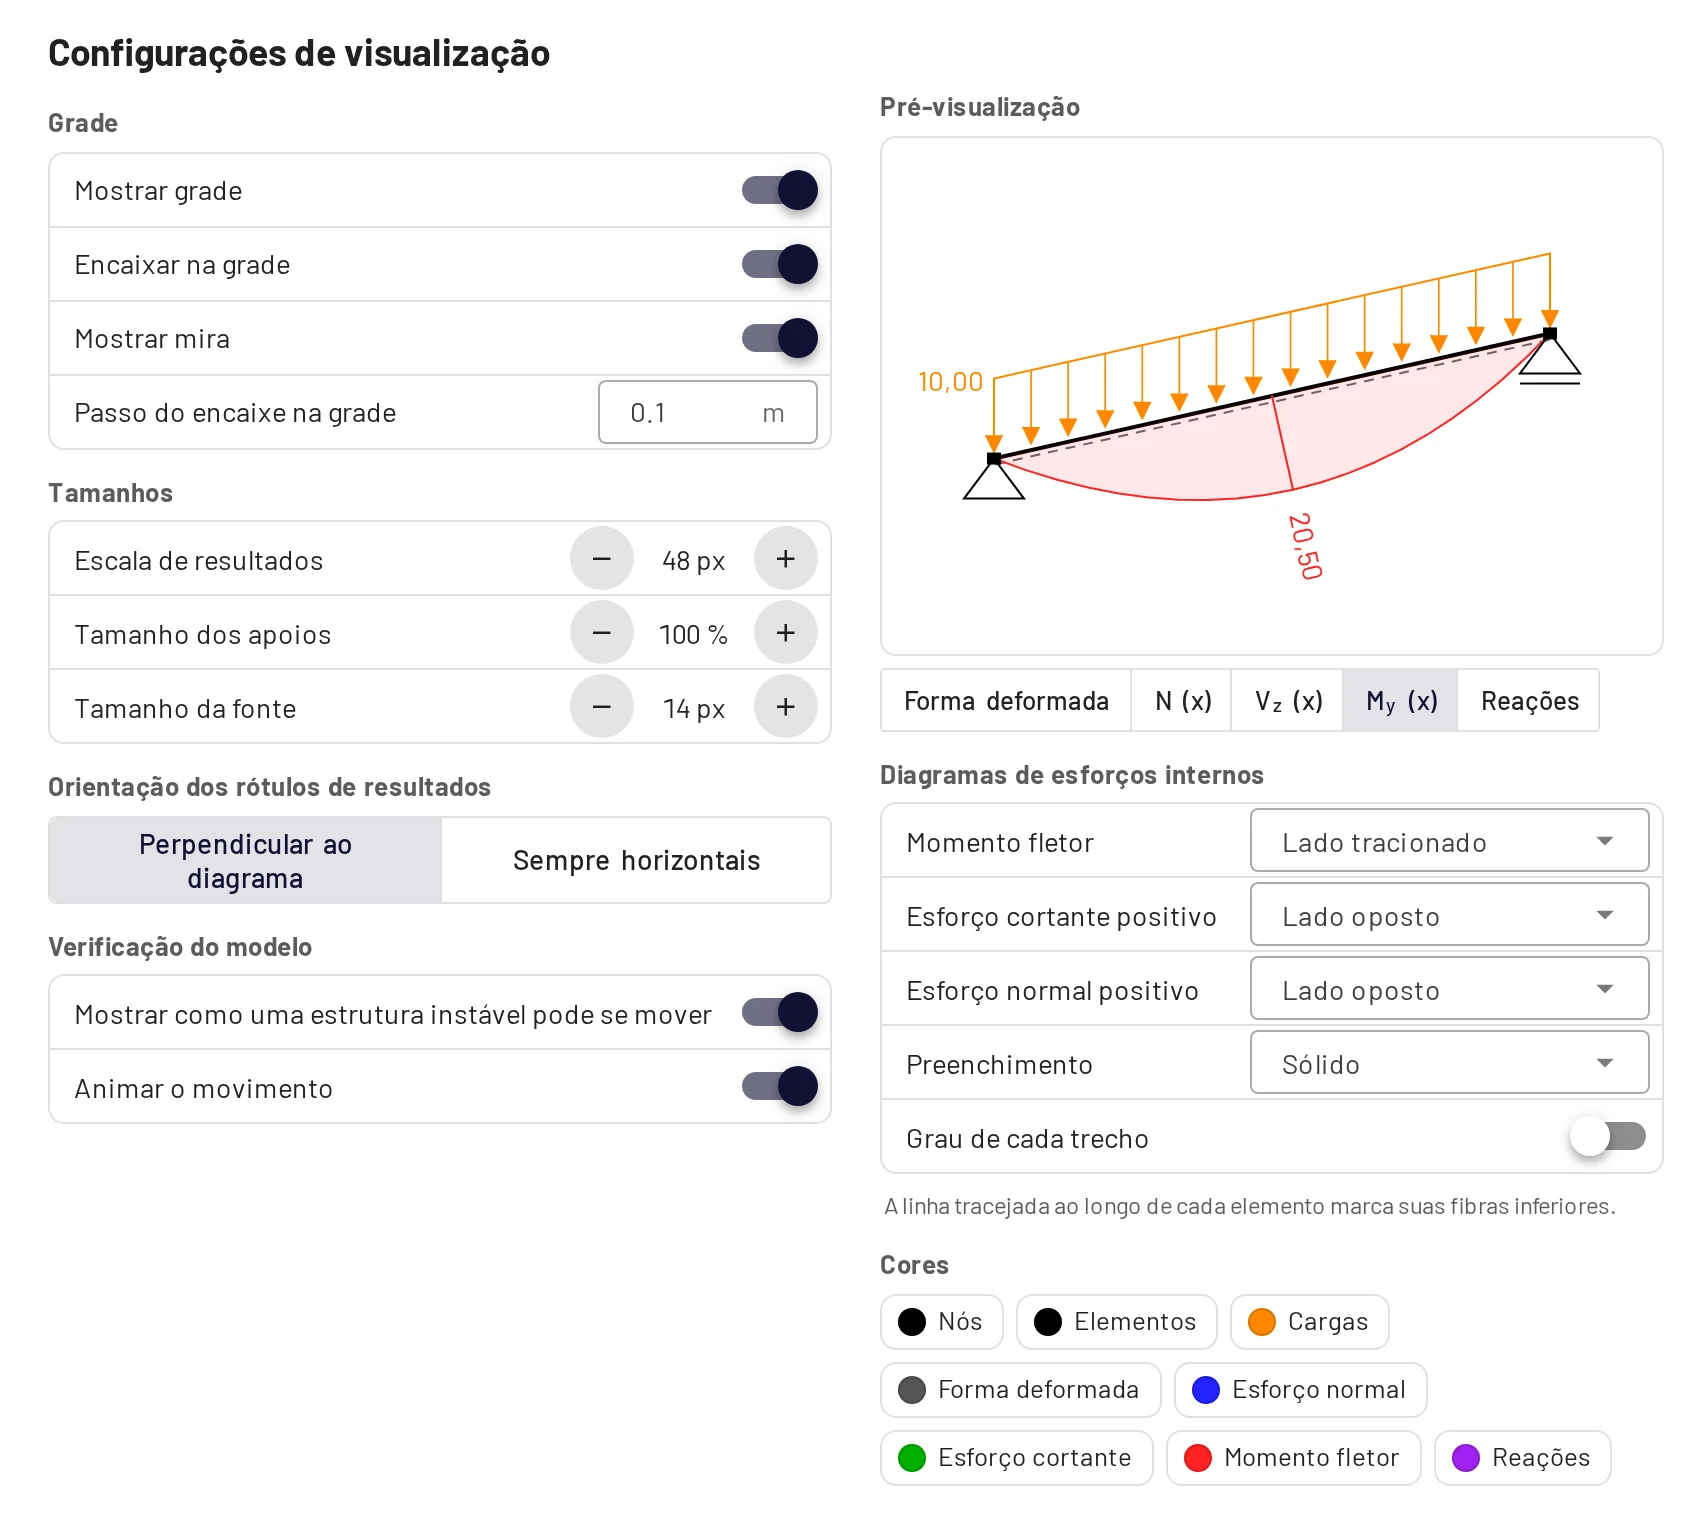 Configurações de visualização
Grade
Mostrar grade
Encaixar na grade
Mostrar mira
Passo do encaixe na grade
0.1 m
Tamanhos
Escala de resultados
− 48 px +
Tamanho dos apoios
− 100 % +
Tamanho da fonte
− 14 px +
Orientação dos rótulos de resultados
Perpendicular ao
diagrama
Sempre horizontais
Verificação do modelo
Mostrar como uma estrutura instável pode se mover
Animar o movimento
Pré-visualização
10,00
20,50
Forma deformada
N (x)
Vz (x)
My (x)
Reações
Diagramas de esforços internos
Momento fletor
Lado tracionado
Esforço cortante positivo
Lado oposto
Esforço normal positivo
Lado oposto
Preenchimento
Sólido
Grau de cada trecho
A linha tracejada ao longo de cada elemento marca suas fibras inferiores.
Cores
Nós
Elementos
Cargas
Forma deformada
Esforço normal
Esforço cortante
Momento fletor
Reações